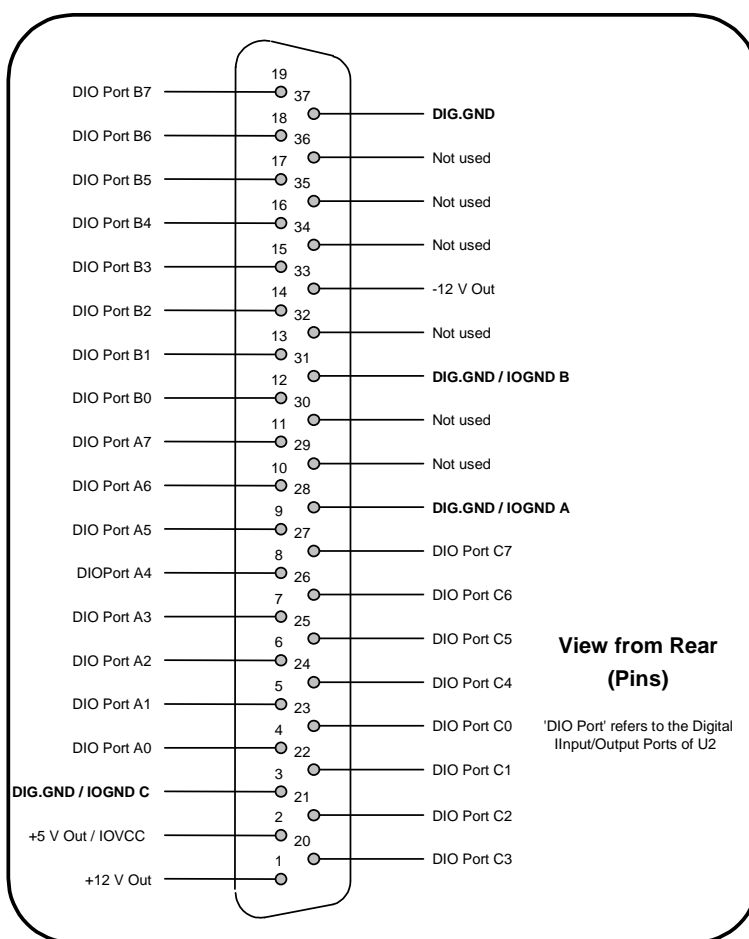 19
DIO Port B7
37
DIG.GND
18
DIO Port B6
36
Not used
17
DIO Port B5
35
Not used
16
DIO Port B4
34
Not used
15
DIO Port B3
33
-12 V Out
14
DIO Port B2
32
Not used
13
DIO Port B1
31
DIG.GND / IOGND B
12
DIO Port B0
30
Not used
11
DIO Port A7
29
Not used
10
DIO Port A6
28
DIG.GND / IOGND A
9
DIO Port A5
27
DIO Port C7
8
DIOPort A4
26
DIO Port C6
7
DIO Port A3
25
DIO Port C5
6
DIO Port A2
24
DIO Port C4
5
DIO Port A1
23
DIO Port C0
4
DIO Port A0
22
DIO Port C1
3
DIG.GND / IOGND C
21
DIO Port C2
2
+5 V Out / IOVCC
20
DIO Port C3
1
+12 V Out
View from Rear
(Pins)
'DIO Port' refers to the Digital
IInput/Output Ports of U2